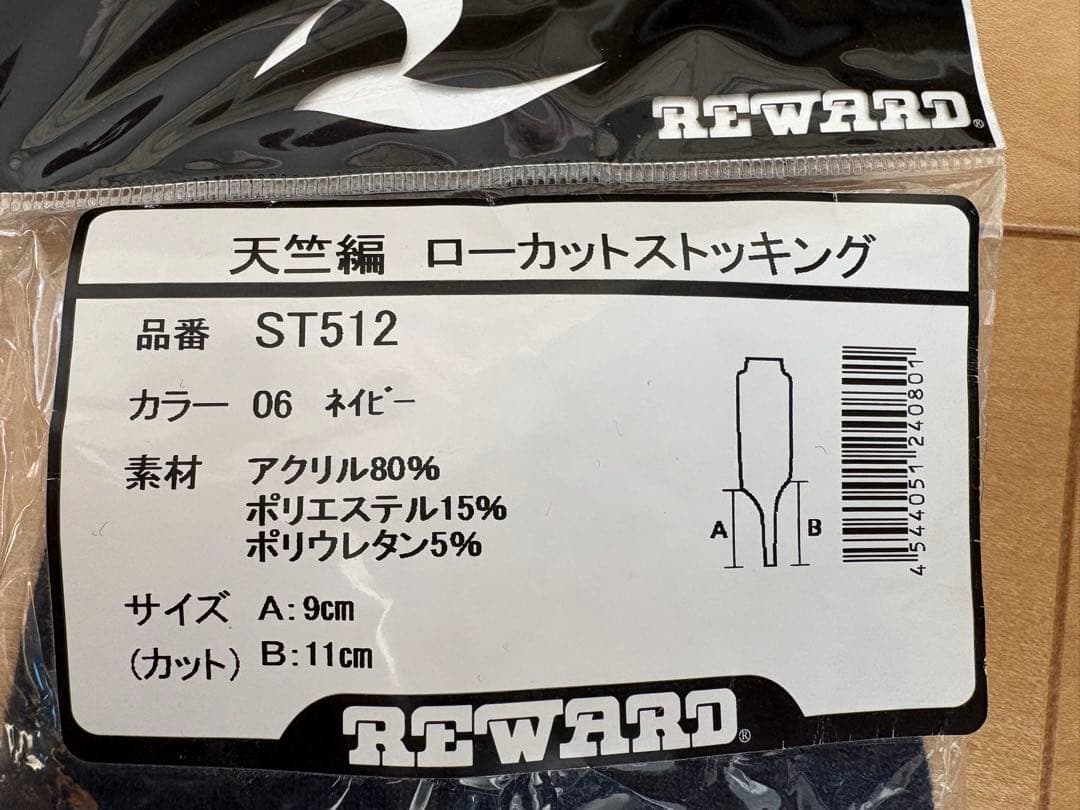 REWARD®
天竺編 ローカットストッキング
品番 ST512
カラー 06 ネイビー
素材 アクリル80%
ポリエステル15%
ポリウレタン5%
サイズ A:9cm
(カット) B:11cm
A B
4544051240801
REWARD®